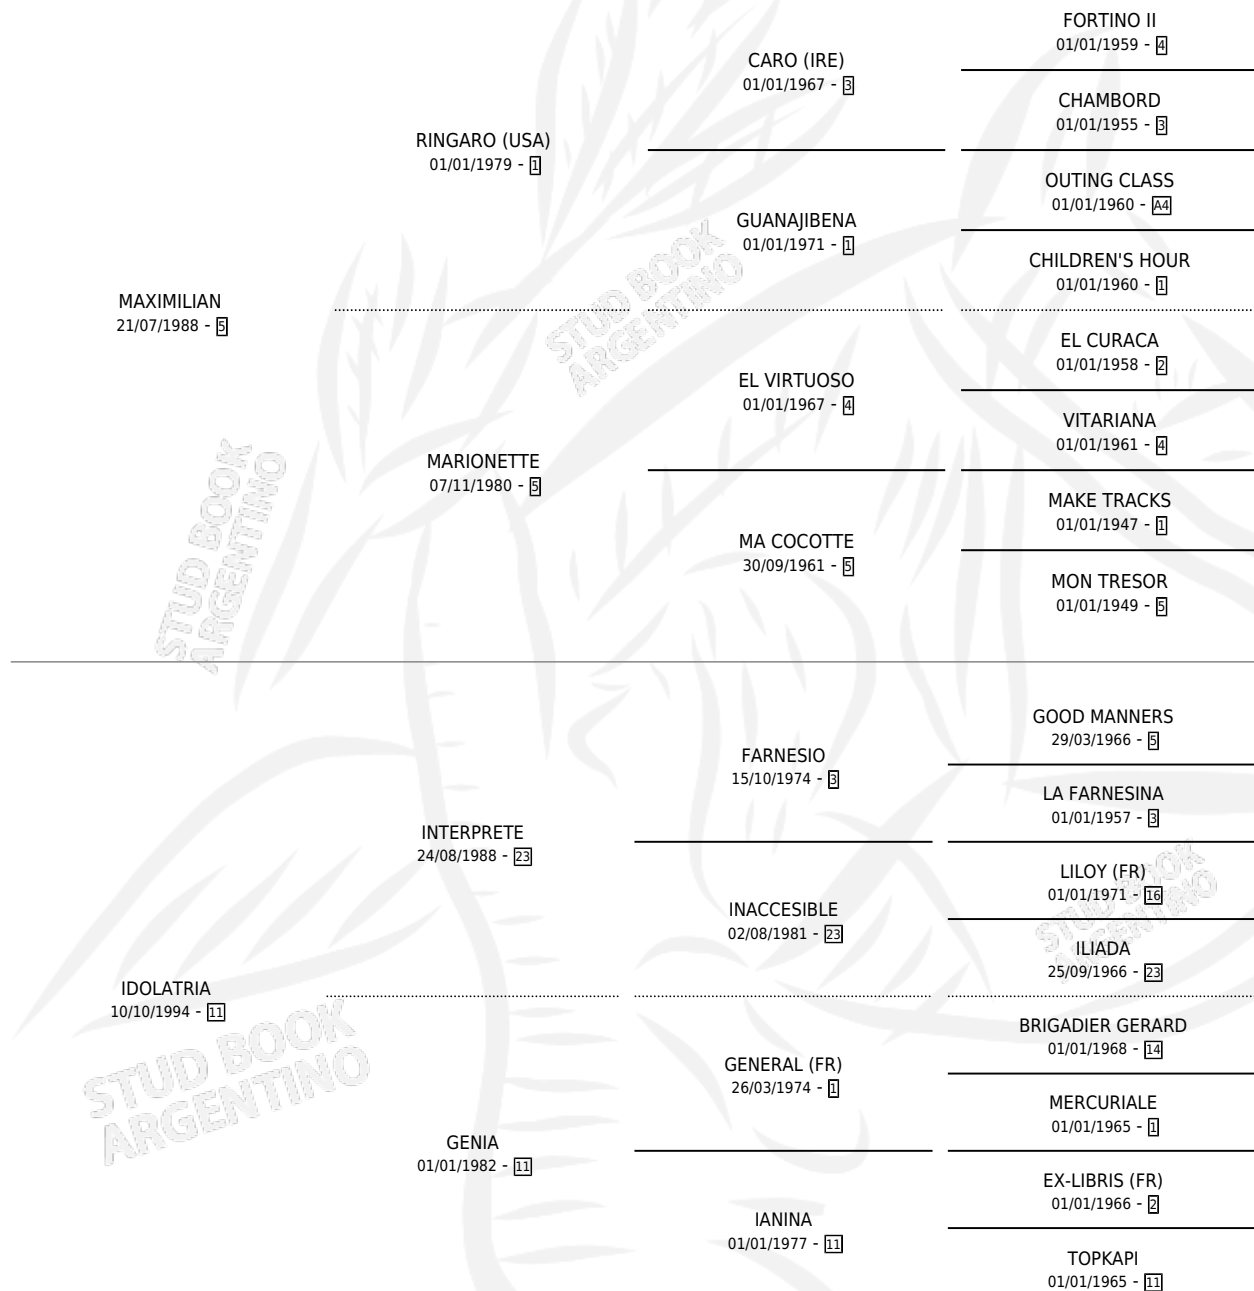 FORTINO II
01/01/1959 - 4
CARO (IRE)
01/01/1967 - 3
CHAMBORD
01/01/1955 - 3
RINGARO (USA)
01/01/1979 - 1
OUTING CLASS
01/01/1960 - A4
GUANAJIBENA
01/01/1971 - 1
CHILDREN'S HOUR
01/01/1960 - 1
MAXIMILIAN
21/07/1988 - 5
EL CURACA
01/01/1958 - 2
EL VIRTUOSO
01/01/1967 - 4
VITARIANA
01/01/1961 - 4
MARIONETTE
07/11/1980 - 5
MAKE TRACKS
01/01/1947 - 1
MA COCOTTE
30/09/1961 - 5
MON TRESOR
01/01/1949 - 5
GOOD MANNERS
29/03/1966 - 5
FARNESIO
15/10/1974 - 3
LA FARNESINA
01/01/1957 - 3
INTERPRETE
24/08/1988 - 23
LILOY (FR)
01/01/1971 - 16
INACCESIBLE
02/08/1981 - 23
ILIADA
25/09/1966 - 23
IDOLATRIA
10/10/1994 - 11
BRIGADIER GERARD
01/01/1968 - 14
GENERAL (FR)
26/03/1974 - 1
MERCURIALE
01/01/1965 - 1
GENIA
01/01/1982 - 11
EX-LIBRIS (FR)
01/01/1966 - 2
IANINA
01/01/1977 - 11
TOPKAPI
01/01/1965 - 11
STUD BOOK
ARGENTINO
STUD BOOK
ARGENTINO
STUD BOOK
ARGENTINO
STUD BOOK
ARGENTINO